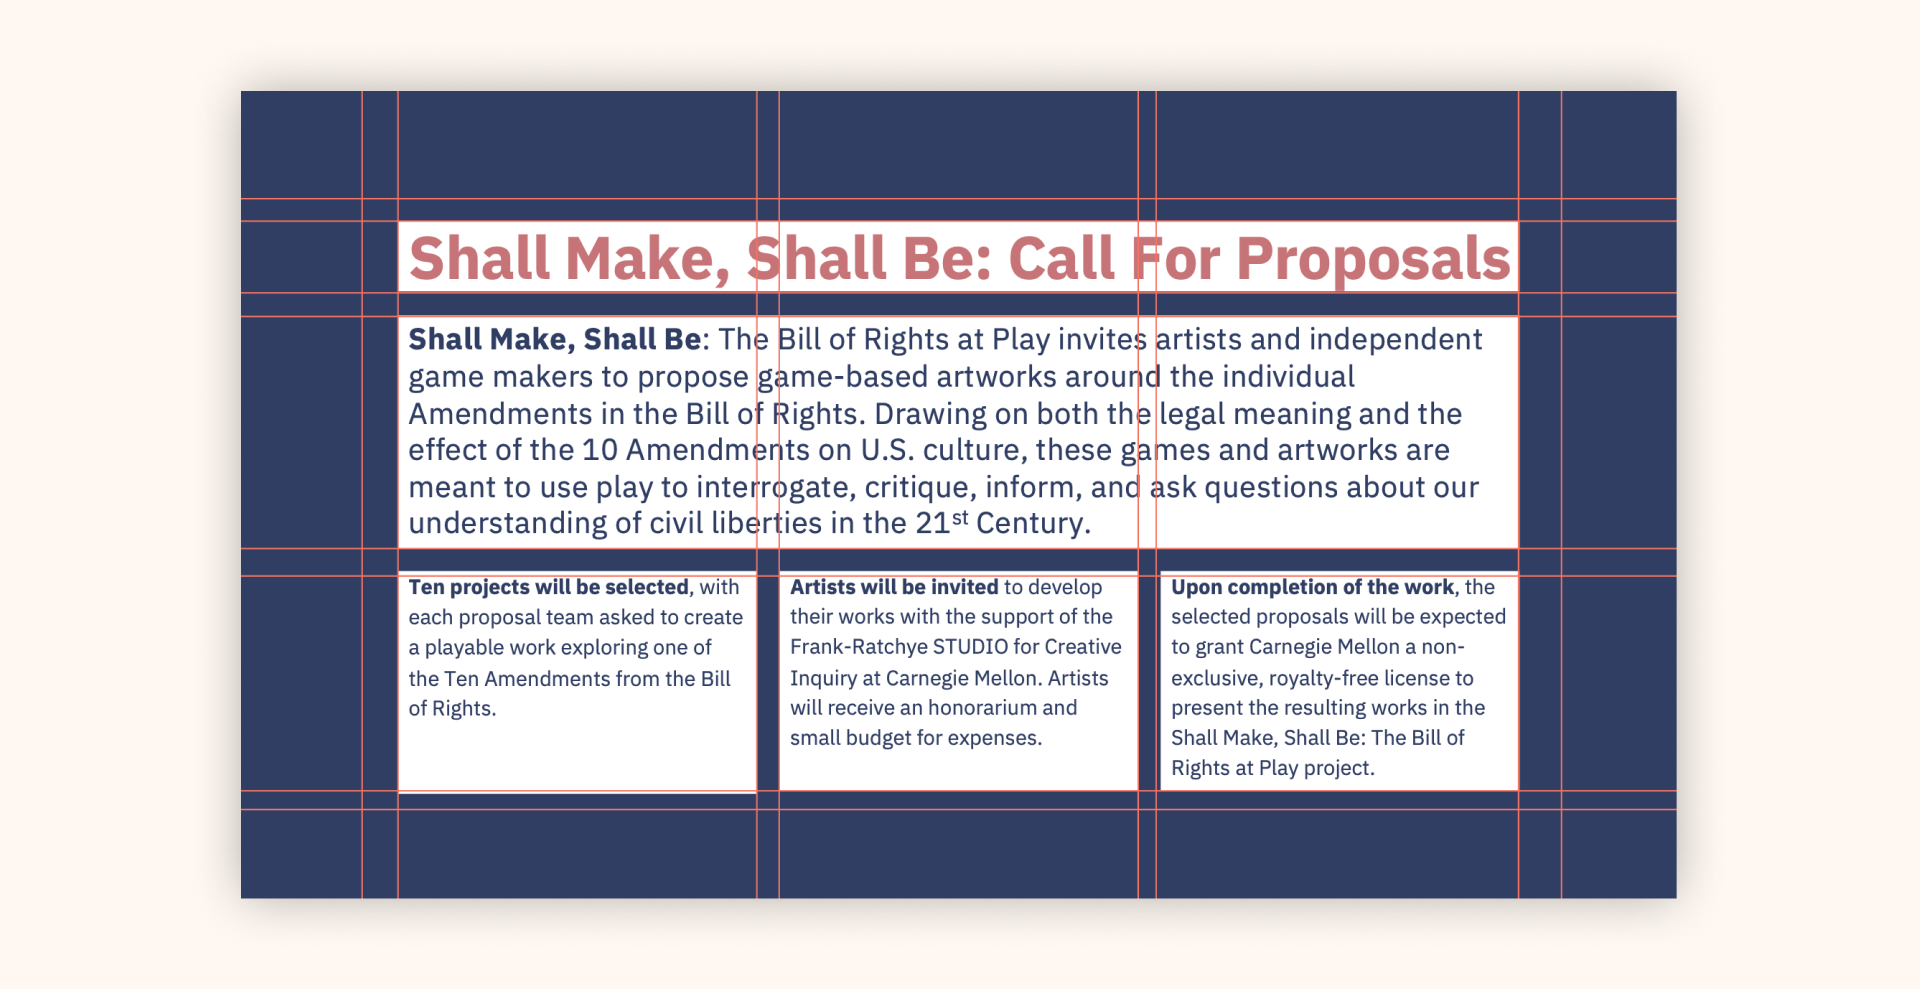 Shall Make, Shall Be: Call For Proposals
Shall Make, Shall Be: The Bill of Rights at Play invites artists and independent
game makers to propose game-based artworks around the individual
Amendments in the Bill of Rights. Drawing on both the legal meaning and the
effect of the 10 Amendments on U.S. culture, these games and artworks are
meant to use play to interrogate, critique, inform, and ask questions about our
understanding of civil liberties in the 21st Century.
Ten projects will be selected, with
each proposal team asked to create
a playable work exploring one of
the Ten Amendments from the Bill
of Rights.
Artists will be invited to develop
their works with the support of the
Frank-Ratchye STUDIO for Creative
Inquiry at Carnegie Mellon. Artists
will receive an honorarium and
small budget for expenses.
Upon completion of the work, the
selected proposals will be expected
to grant Carnegie Mellon a non-
exclusive, royalty-free license to
present the resulting works in the
Shall Make, Shall Be: The Bill of
Rights at Play project.